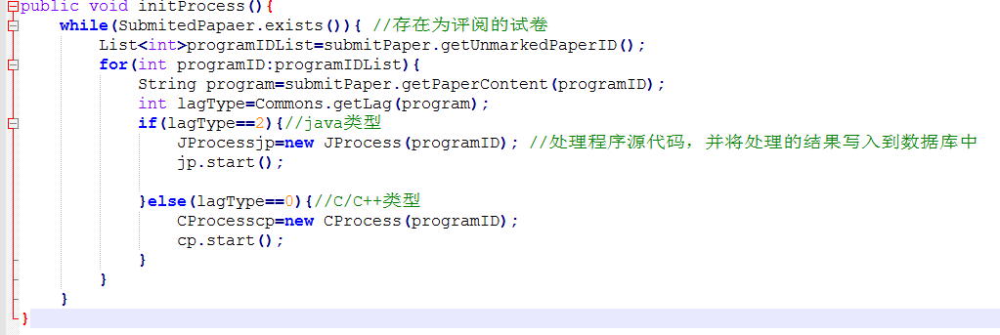 public void initProcess(){
while(SubmitedPapaer.exists()){ //存在为评阅的试卷
List<int>programIDList=submitPaper.getUnmarkedPaperID();
for(int programID:programIDList){
String program=submitPaper.getPaperContent(programID);
int lagType=Commons.getLag(program);
if(lagType==2){//java类型
JProcessjp=new JProcess(programID); //处理程序源代码，并将处理的结果写入到数据库中
jp.start();
}else(lagType==0){//C/C++类型
CProcesscp=new CProcess(programID);
cp.start();
}
}
}
}